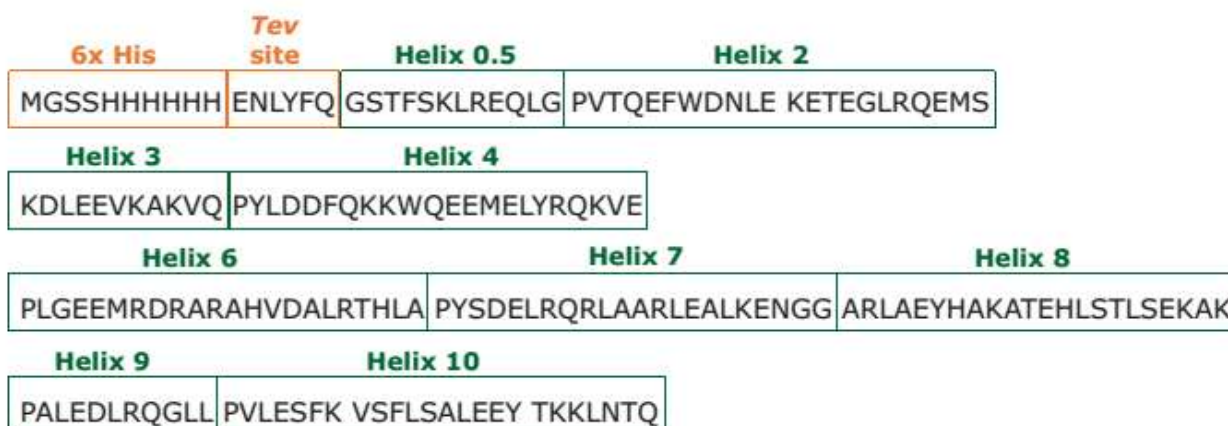 Tev
6x His site Helix 0.5 Helix 2
MGSSHHHHHH ENLYFQ GSTFSKLREQLG PVTQEFWDNLE KETEGLRQEMS
Helix 3 Helix 4
KDLEEVKAKVQ PYLDDFQKKWQEEMELYRQKVE
Helix 6 Helix 7 Helix 8
PLGEEMRDRARAHVDALRTHLA PYSDELRQRLAARLEALKENGG ARLAEYHAKATEHLSTLSEKAK
Helix 9 Helix 10
PALEDLRQGLL PVLESFK VSFLSALEEY TKKLNTQ